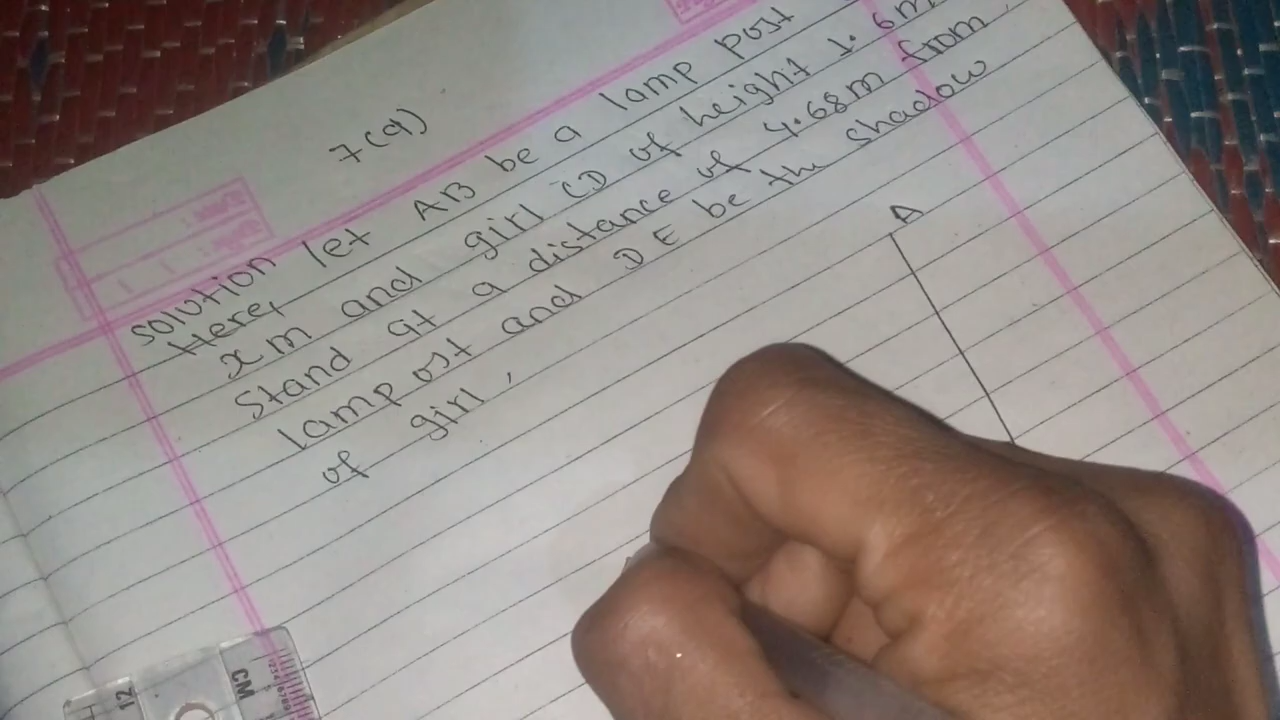 7(a)
solution let AB be a lamp post
Here,
x m and girl CD of height 1.6m
stand at a distance of 4.68m from
lamp ost and DE be the shadow
of girl,
A
12
CM